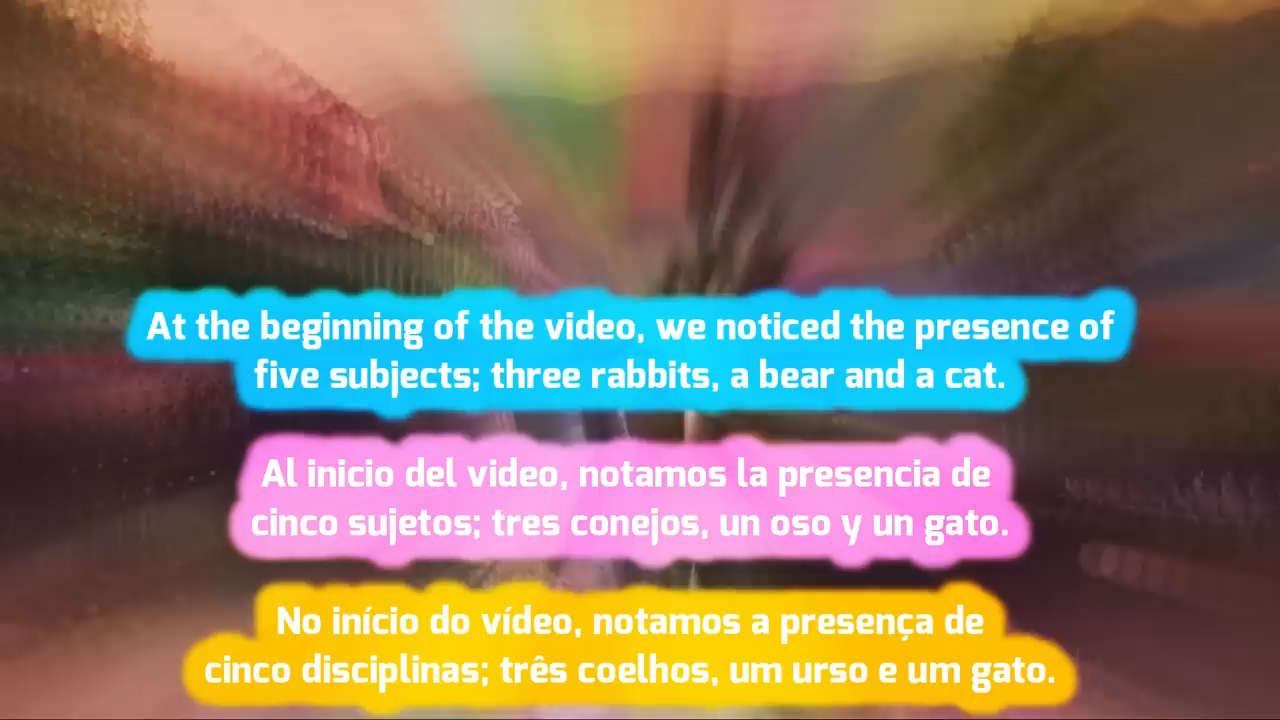 At the beginning of the video, we noticed the presence of
five subjects; three rabbits, a bear and a cat.
Al inicio del video, notamos la presencia de
cinco sujetos; tres conejos, un oso y un gato.
No início do vídeo, notamos a presença de
cinco disciplinas; três coelhos, um urso e um gato.